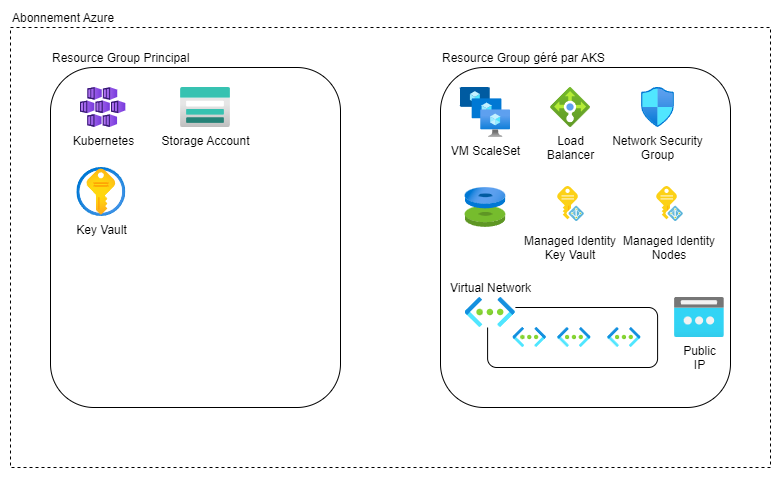 Abonnement Azure
Resource Group Principal
Kubernetes
Storage Account
Key Vault
Resource Group géré par AKS
VM ScaleSet
Load
Balancer
Network Security
Group
Managed Identity
Key Vault
Managed Identity
Nodes
Virtual Network
Public
IP